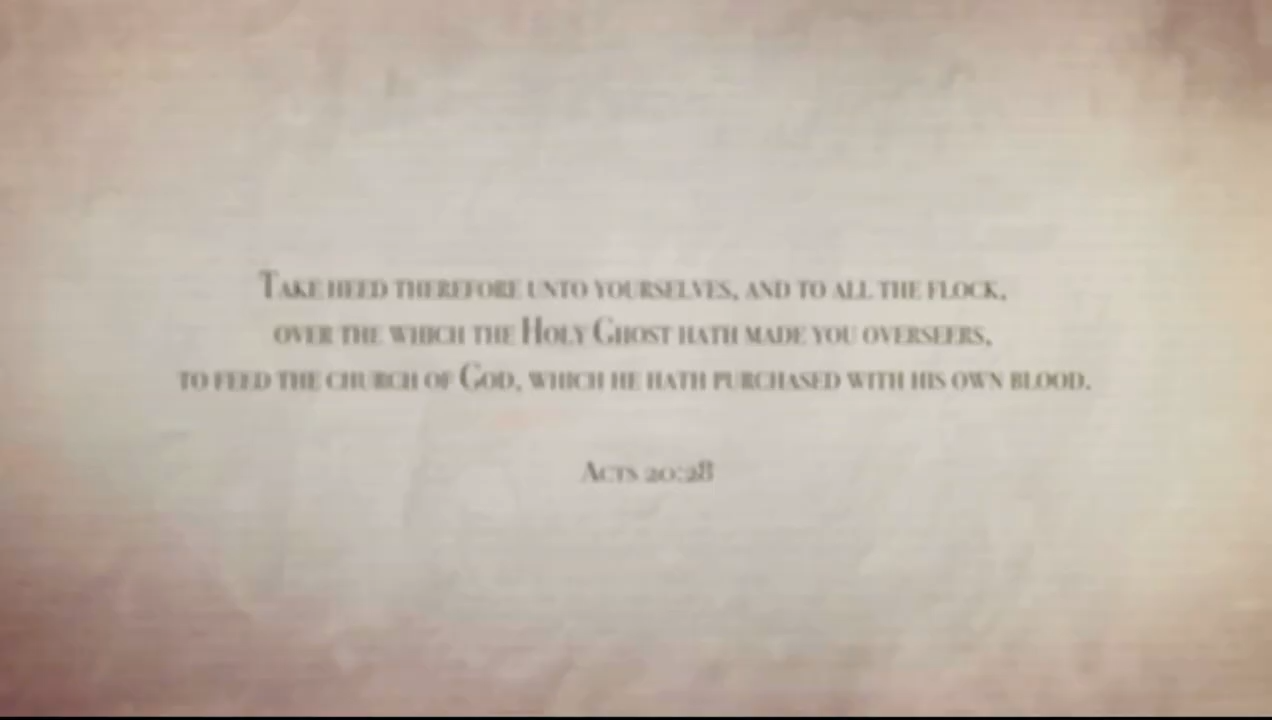 Take heed therefore unto yourselves, and to all the flock,
over the which the Holy Ghost hath made you overseers,
to feed the church of God, which he hath purchased with his own blood.
Acts 20:28